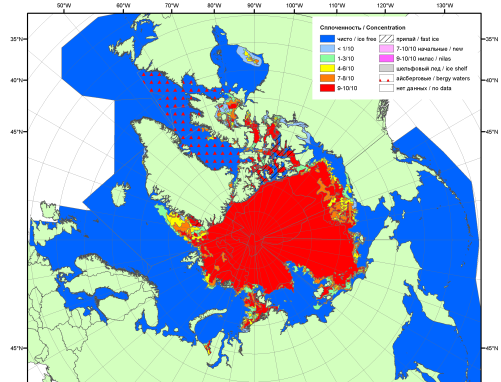 50°W 60°W 70°W 80°W 90°W 100°W 110°W 120°W 130°W
Сплоченность / Concentration
чисто / ice free
< 1/10
1-3/10
4-6/10
7-8/10
9-10/10
припай / fast ice
7-10/10 начальные / new
9-10/10 нилас / nilas
шельфовый лед / ice shelf
айсберговые / bergy waters
нет данных / no data
35°N
40°N
45°N
45°N
35°N
40°N
45°N
45°N